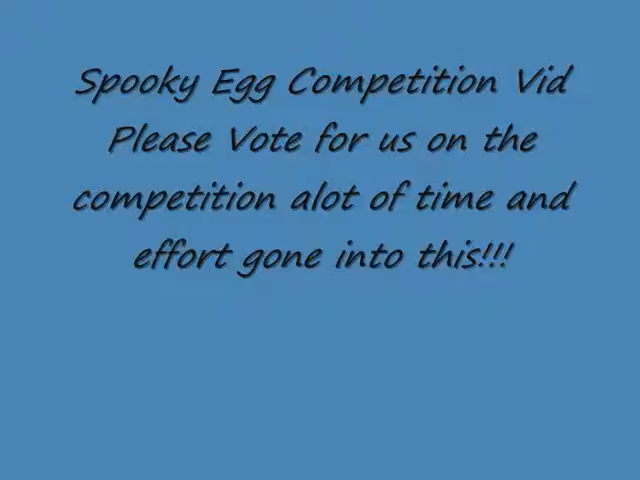 Spooky Egg Competition Vid
Please Vote for us on the
competition alot of time and
effort gone into this!!!